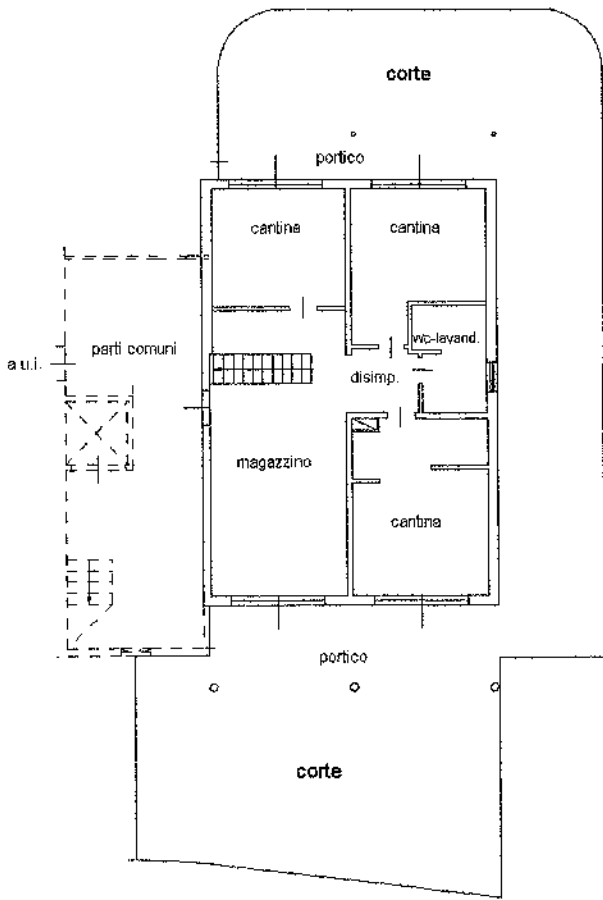 corte
portico
cantina
cantina
wc-lavand.
parti comuni
a u.i.
disimp.
magazzino
cantina
portico
corte